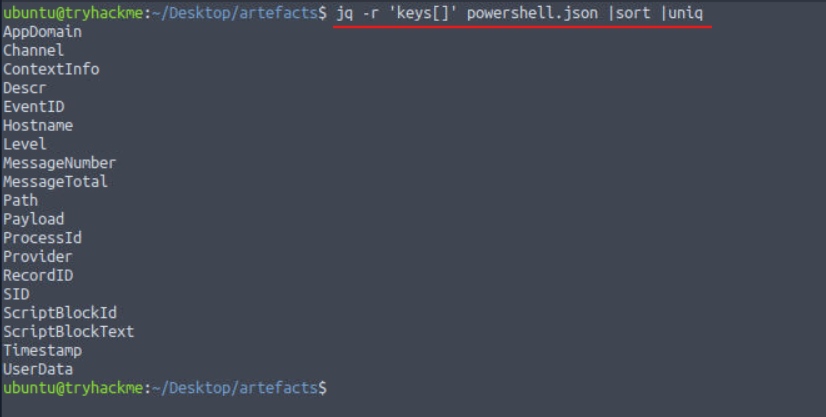 ubuntu@tryhackme:~/Desktop/artefacts$ jq -r 'keys[]' powershell.json |sort |uniq
AppDomain
Channel
ContextInfo
Descr
EventID
Hostname
Level
MessageNumber
MessageTotal
Path
Payload
ProcessId
Provider
RecordID
SID
ScriptBlockId
ScriptBlockText
Timestamp
UserData
ubuntu@tryhackme:~/Desktop/artefacts$